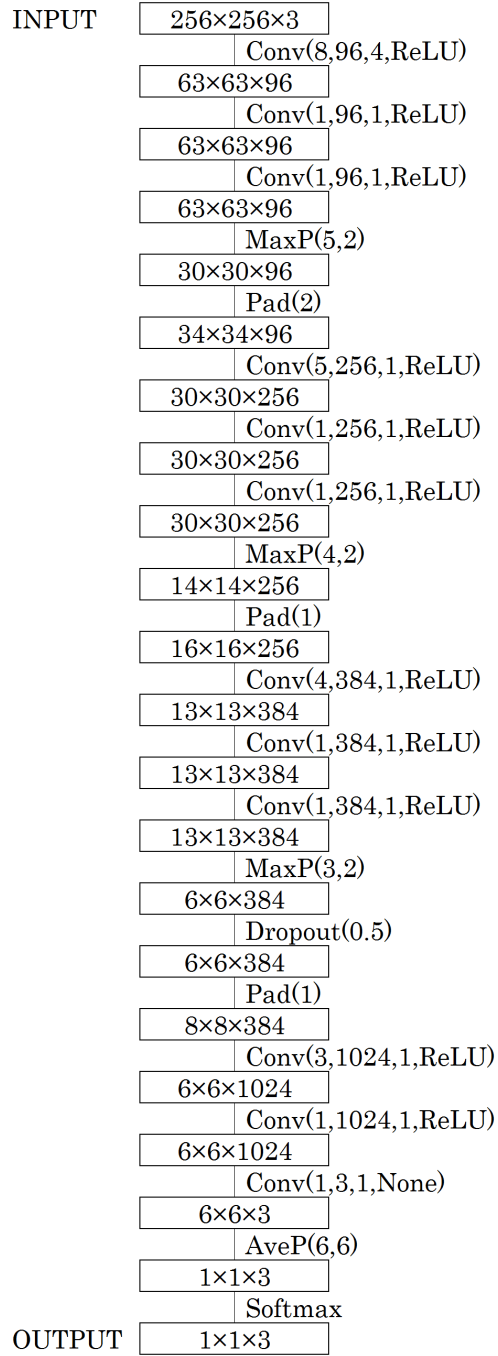 INPUT 256×256×3
Conv(8,96,4,ReLU)
63×63×96
Conv(1,96,1,ReLU)
63×63×96
Conv(1,96,1,ReLU)
63×63×96
MaxP(5,2)
30×30×96
Pad(2)
34×34×96
Conv(5,256,1,ReLU)
30×30×256
Conv(1,256,1,ReLU)
30×30×256
Conv(1,256,1,ReLU)
30×30×256
MaxP(4,2)
14×14×256
Pad(1)
16×16×256
Conv(4,384,1,ReLU)
13×13×384
Conv(1,384,1,ReLU)
13×13×384
Conv(1,384,1,ReLU)
13×13×384
MaxP(3,2)
6×6×384
Dropout(0.5)
6×6×384
Pad(1)
8×8×384
Conv(3,1024,1,ReLU)
6×6×1024
Conv(1,1024,1,ReLU)
6×6×1024
Conv(1,3,1,None)
6×6×3
AveP(6,6)
1×1×3
Softmax
OUTPUT 1×1×3